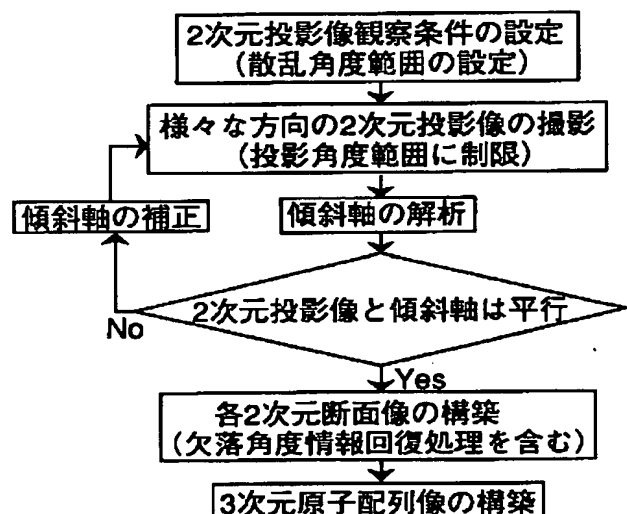 2次元投影像観察条件の設定
(散乱角度範囲の設定)
様々な方向の2次元投影像の撮影
(投影角度範囲に制限)
傾斜軸の補正
傾斜軸の解析
2次元投影像と傾斜軸は平行
No
Yes
各2次元断面像の構築
(欠落角度情報回復処理を含む)
3次元原子配列像の構築